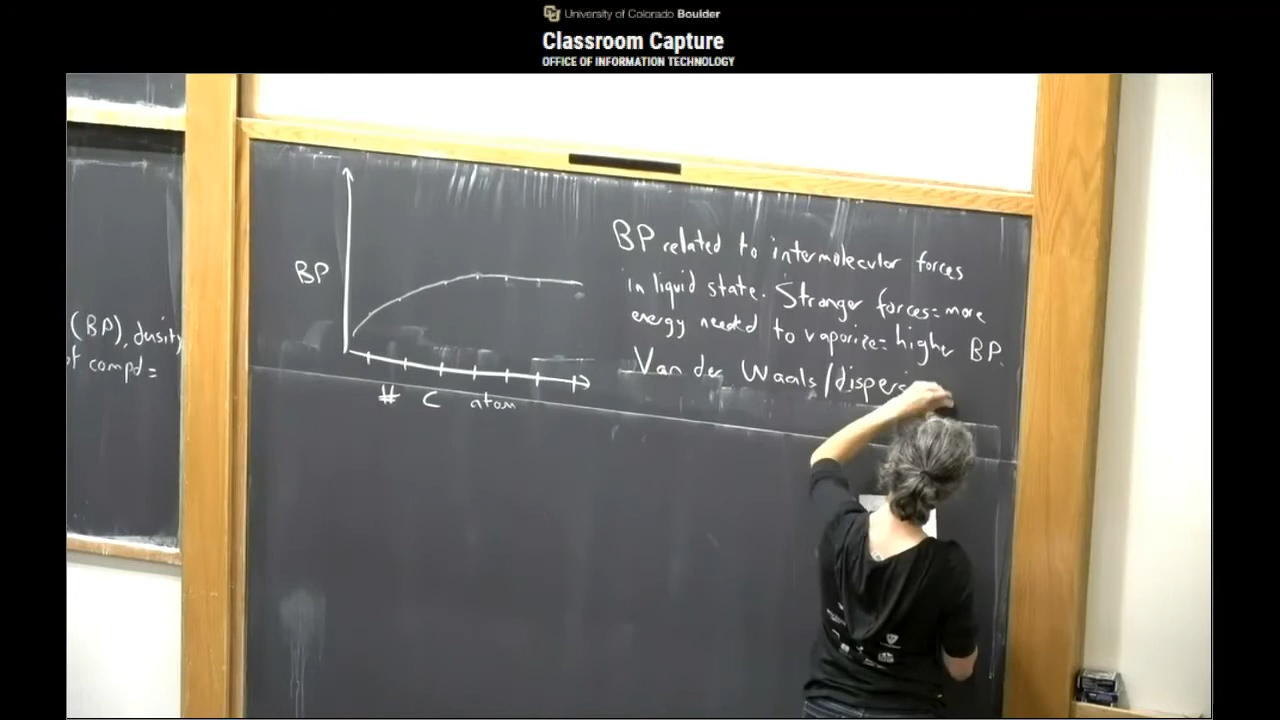 University of Colorado Boulder
Classroom Capture
OFFICE OF INFORMATION TECHNOLOGY
(BP), density
of compd =
BP
# C atom
BP related to intermolecular forces
in liquid state. Stronger forces = more
energy needed to vaporize = higher BP.
Van der Waals/dispers